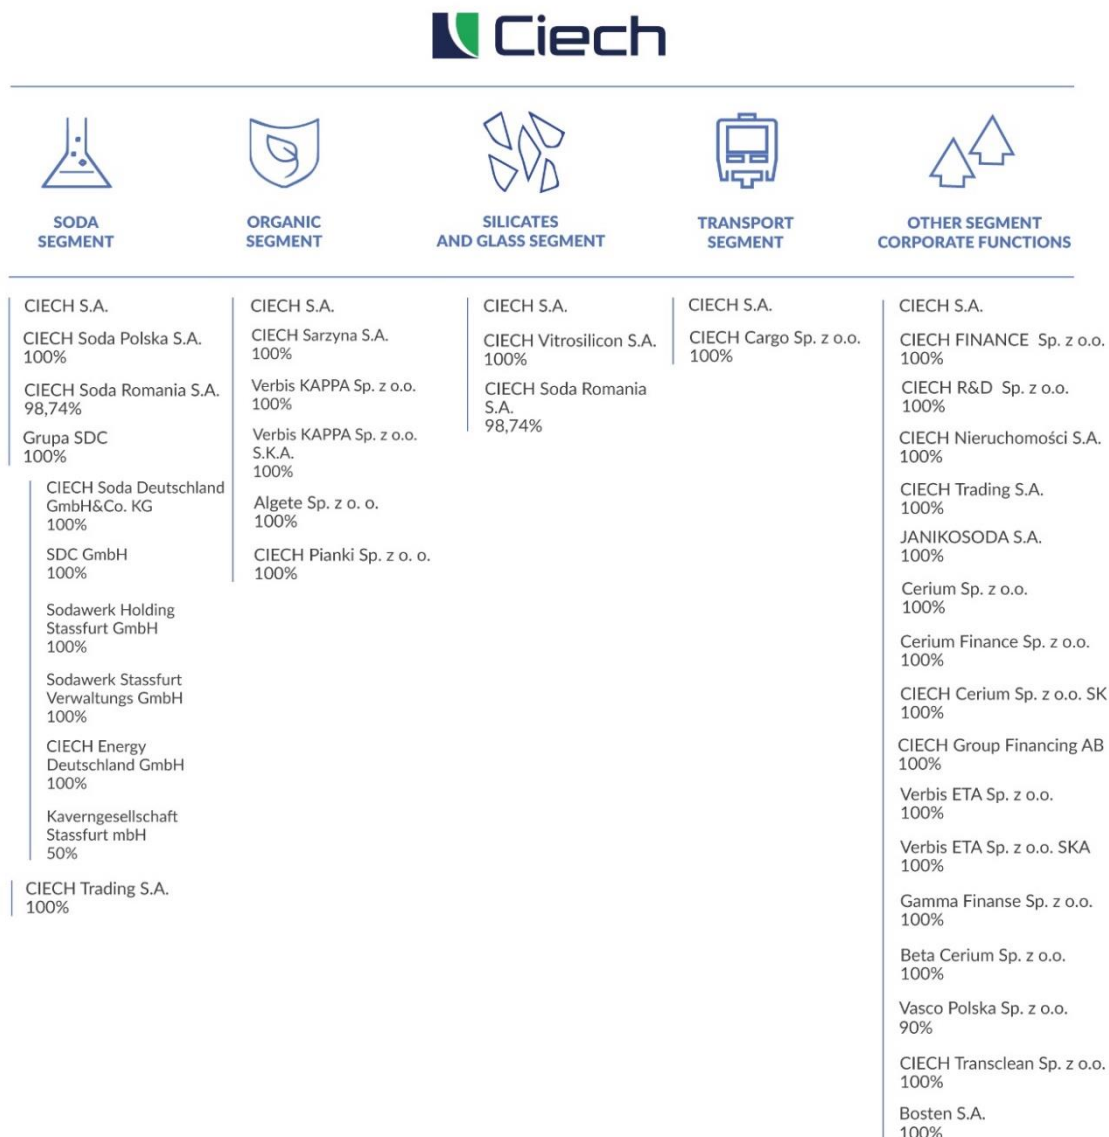 Ciech
SODA
SEGMENT
CIECH S.A.
CIECH Soda Polska S.A.
100%
CIECH Soda Romania S.A.
98,74%
Grupa SDC
100%
CIECH Soda Deutschland
GmbH&Co. KG
100%
SDC GmbH
100%
Sodawerk Holding
Stassfurt GmbH
100%
Sodawerk Stassfurt
Verwaltungs GmbH
100%
CIECH Energy
Deutschland GmbH
100%
Kaverngesellschaft
Stassfurt mbH
50%
CIECH Trading S.A.
100%
ORGANIC
SEGMENT
CIECH S.A.
CIECH Sarzyna S.A.
100%
Verbis KAPPA Sp. z o.o.
100%
Verbis KAPPA Sp. z o.o.
S.K.A.
100%
Algete Sp. z o. o.
100%
CIECH Pianki Sp. z o. o.
100%
SILICATES
AND GLASS SEGMENT
CIECH S.A.
CIECH Vitrosilicon S.A.
100%
CIECH Soda Romania
S.A.
98,74%
TRANSPORT
SEGMENT
CIECH S.A.
CIECH Cargo Sp. z o.o.
100%
OTHER SEGMENT
CORPORATE FUNCTIONS
CIECH S.A.
CIECH FINANCE Sp. z o.o.
100%
CIECH R&D Sp. z o.o.
100%
CIECH Nieruchomości S.A.
100%
CIECH Trading S.A.
100%
JANIKOSODA S.A.
100%
Cerium Sp. z o.o.
100%
Cerium Finance Sp. z o.o.
100%
CIECH Cerium Sp. z o.o. SK
100%
CIECH Group Financing AB
100%
Verbis ETA Sp. z o.o.
100%
Verbis ETA Sp. z o.o. SKA
100%
Gamma Finanse Sp. z o.o.
100%
Beta Cerium Sp. z o.o.
100%
Vasco Polska Sp. z o.o.
90%
CIECH Transclean Sp. z o.o.
100%
Bosten S.A.
100%